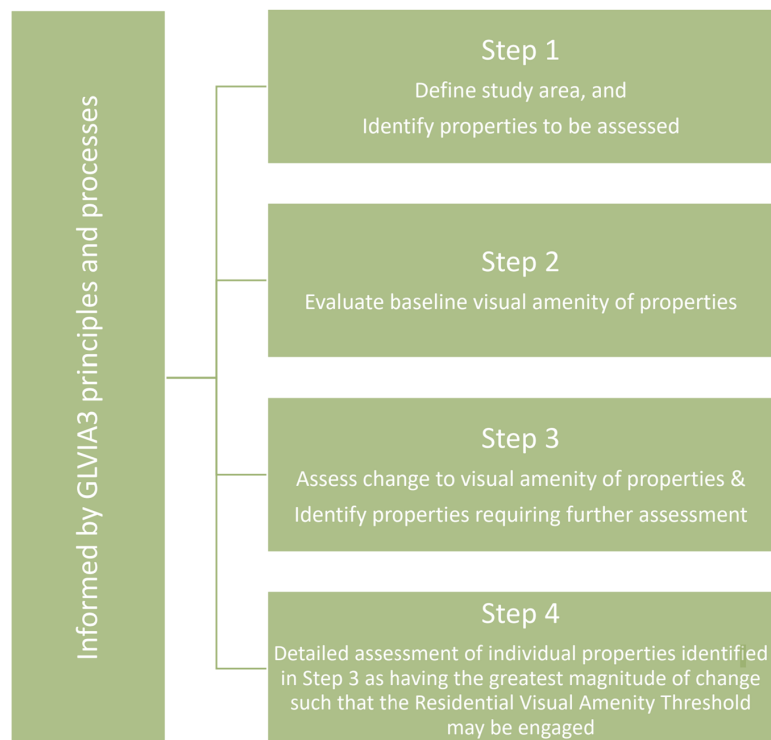 Informed by GLVIA3 principles and processes
Step 1
Define study area, and
Identify properties to be assessed
Step 2
Evaluate baseline visual amenity of properties
Step 3
Assess change to visual amenity of properties &
Identify properties requiring further assessment
Step 4
Detailed assessment of individual properties identified
in Step 3 as having the greatest magnitude of change
such that the Residential Visual Amenity Threshold
may be engaged